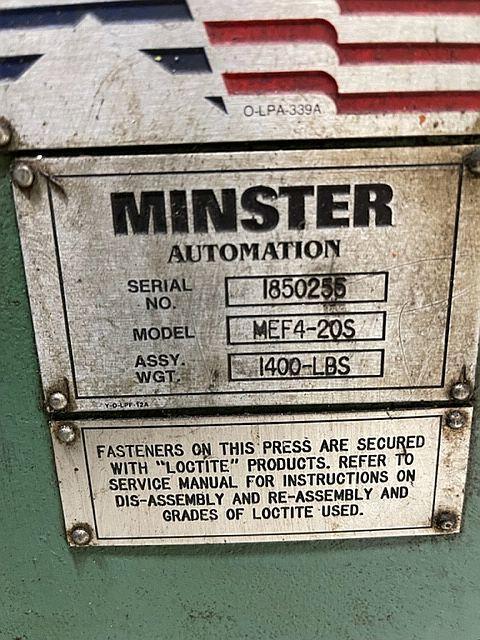 O-LPA-339A
MINSTER
AUTOMATION
SERIAL NO. 1850255
MODEL MEF4-20S
ASSY. WGT. 1400-LBS
Y-O-LPF-12A
FASTENERS ON THIS PRESS ARE SECURED
WITH "LOCTITE" PRODUCTS. REFER TO
SERVICE MANUAL FOR INSTRUCTIONS ON
DIS-ASSEMBLY AND RE-ASSEMBLY AND
GRADES OF LOCTITE USED.